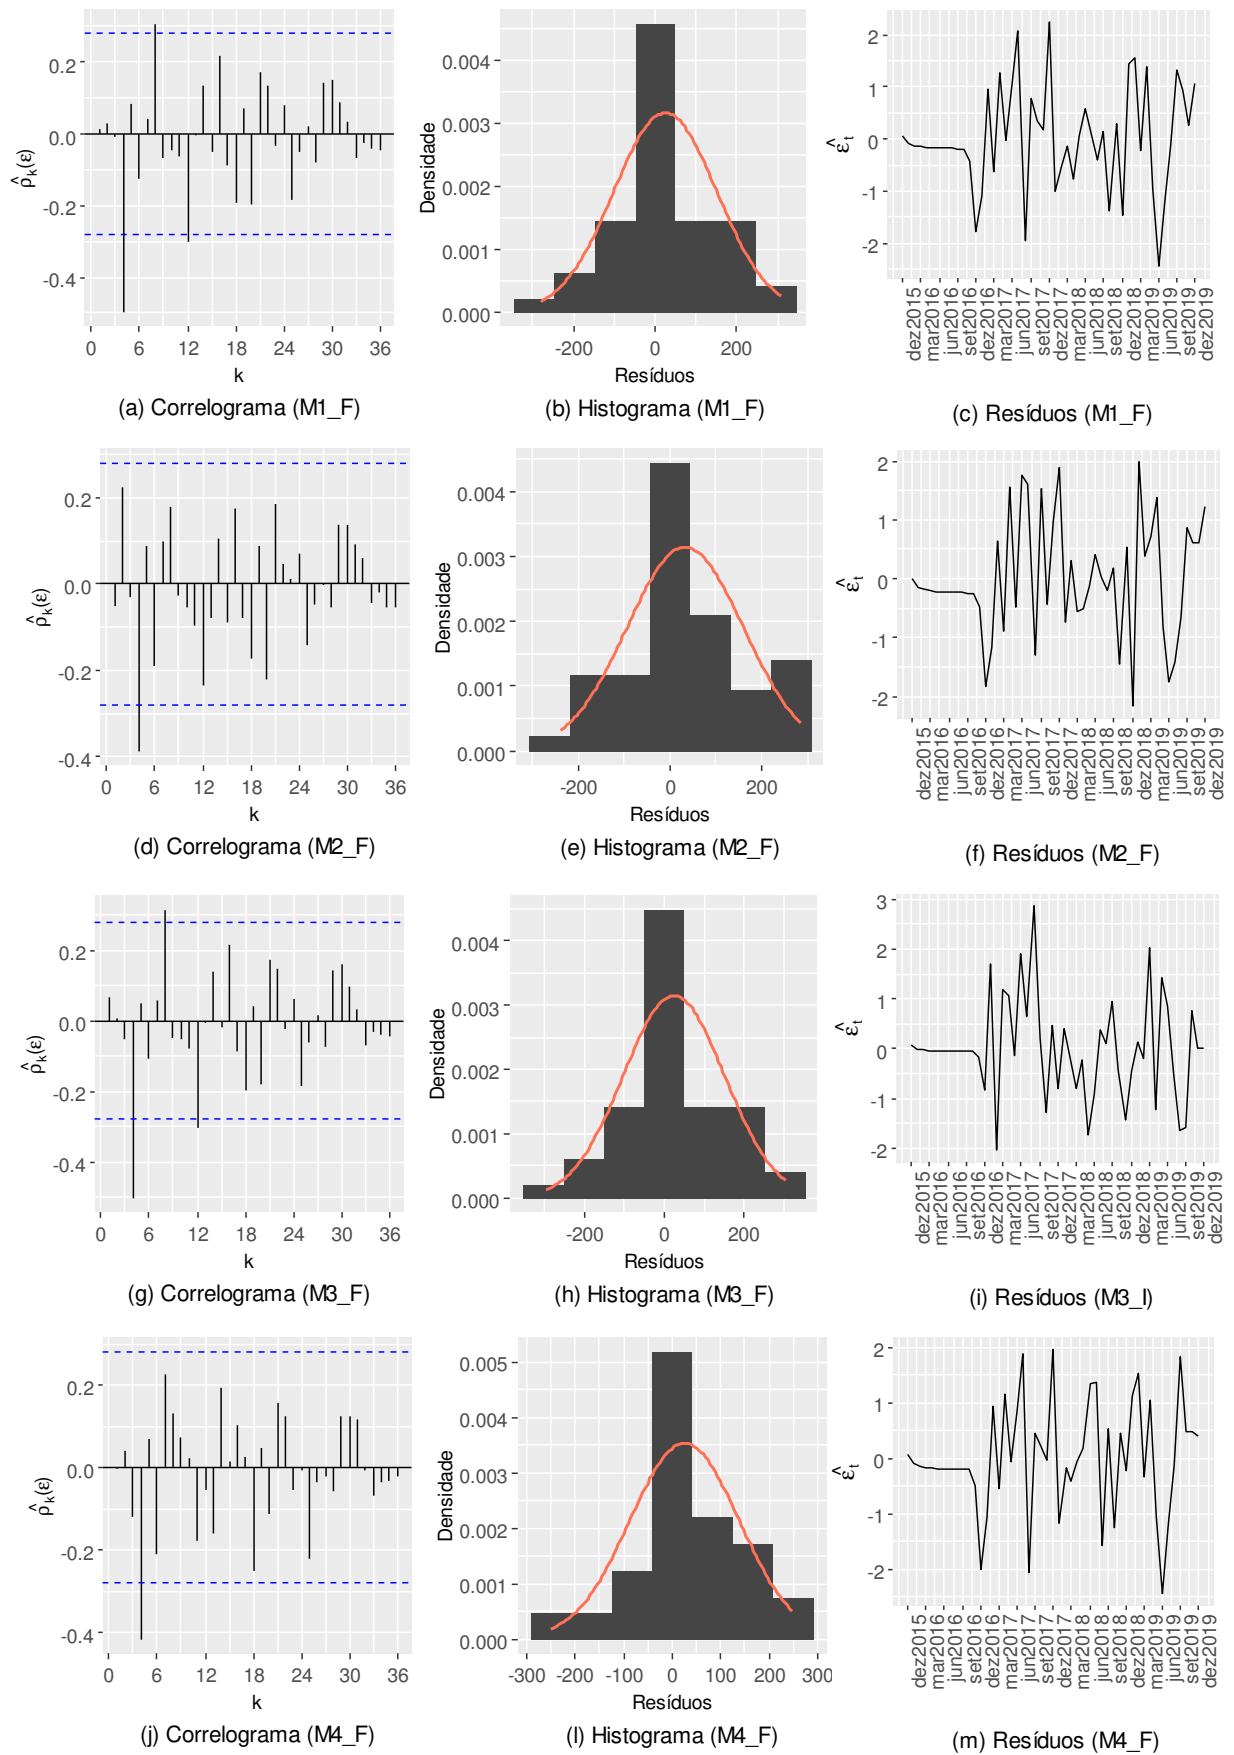 0.2
0.0
-0.2
-0.4
ρ̂k(ε)
0 6 12 18 24 30 36
k
(a) Correlograma (M1_F)
0.004
0.003
0.002
0.001
0.000
Densidade
-200 0 200
Resíduos
(b) Histograma (M1_F)
2
1
0
-1
-2
ε̂t
dez2015
mar2016
jun2016
set2016
dez2016
mar2017
jun2017
set2017
dez2017
mar2018
jun2018
set2018
dez2018
mar2019
jun2019
set2019
dez2019
(c) Resíduos (M1_F)
0.2
0.0
-0.2
-0.4
ρ̂k(ε)
0 6 12 18 24 30 36
k
(d) Correlograma (M2_F)
0.004
0.003
0.002
0.001
0.000
Densidade
-200 0 200
Resíduos
(e) Histograma (M2_F)
2
1
0
-1
-2
ε̂t
dez2015
mar2016
jun2016
set2016
dez2016
mar2017
jun2017
set2017
dez2017
mar2018
jun2018
set2018
dez2018
mar2019
jun2019
set2019
dez2019
(f) Resíduos (M2_F)
0.2
0.0
-0.2
-0.4
ρ̂k(ε)
0 6 12 18 24 30 36
k
(g) Correlograma (M3_F)
0.004
0.003
0.002
0.001
0.000
Densidade
-200 0 200
Resíduos
(h) Histograma (M3_F)
3
2
1
0
-1
-2
ε̂t
dez2015
mar2016
jun2016
set2016
dez2016
mar2017
jun2017
set2017
dez2017
mar2018
jun2018
set2018
dez2018
mar2019
jun2019
set2019
dez2019
(i) Resíduos (M3_I)
0.2
0.0
-0.2
-0.4
ρ̂k(ε)
0 6 12 18 24 30 36
k
(j) Correlograma (M4_F)
0.005
0.004
0.003
0.002
0.001
0.000
Densidade
-300 -200 -100 0 100 200 300
Resíduos
(l) Histograma (M4_F)
2
1
0
-1
-2
ε̂t
dez2015
mar2016
jun2016
set2016
dez2016
mar2017
jun2017
set2017
dez2017
mar2018
jun2018
set2018
dez2018
mar2019
jun2019
set2019
dez2019
(m) Resíduos (M4_F)